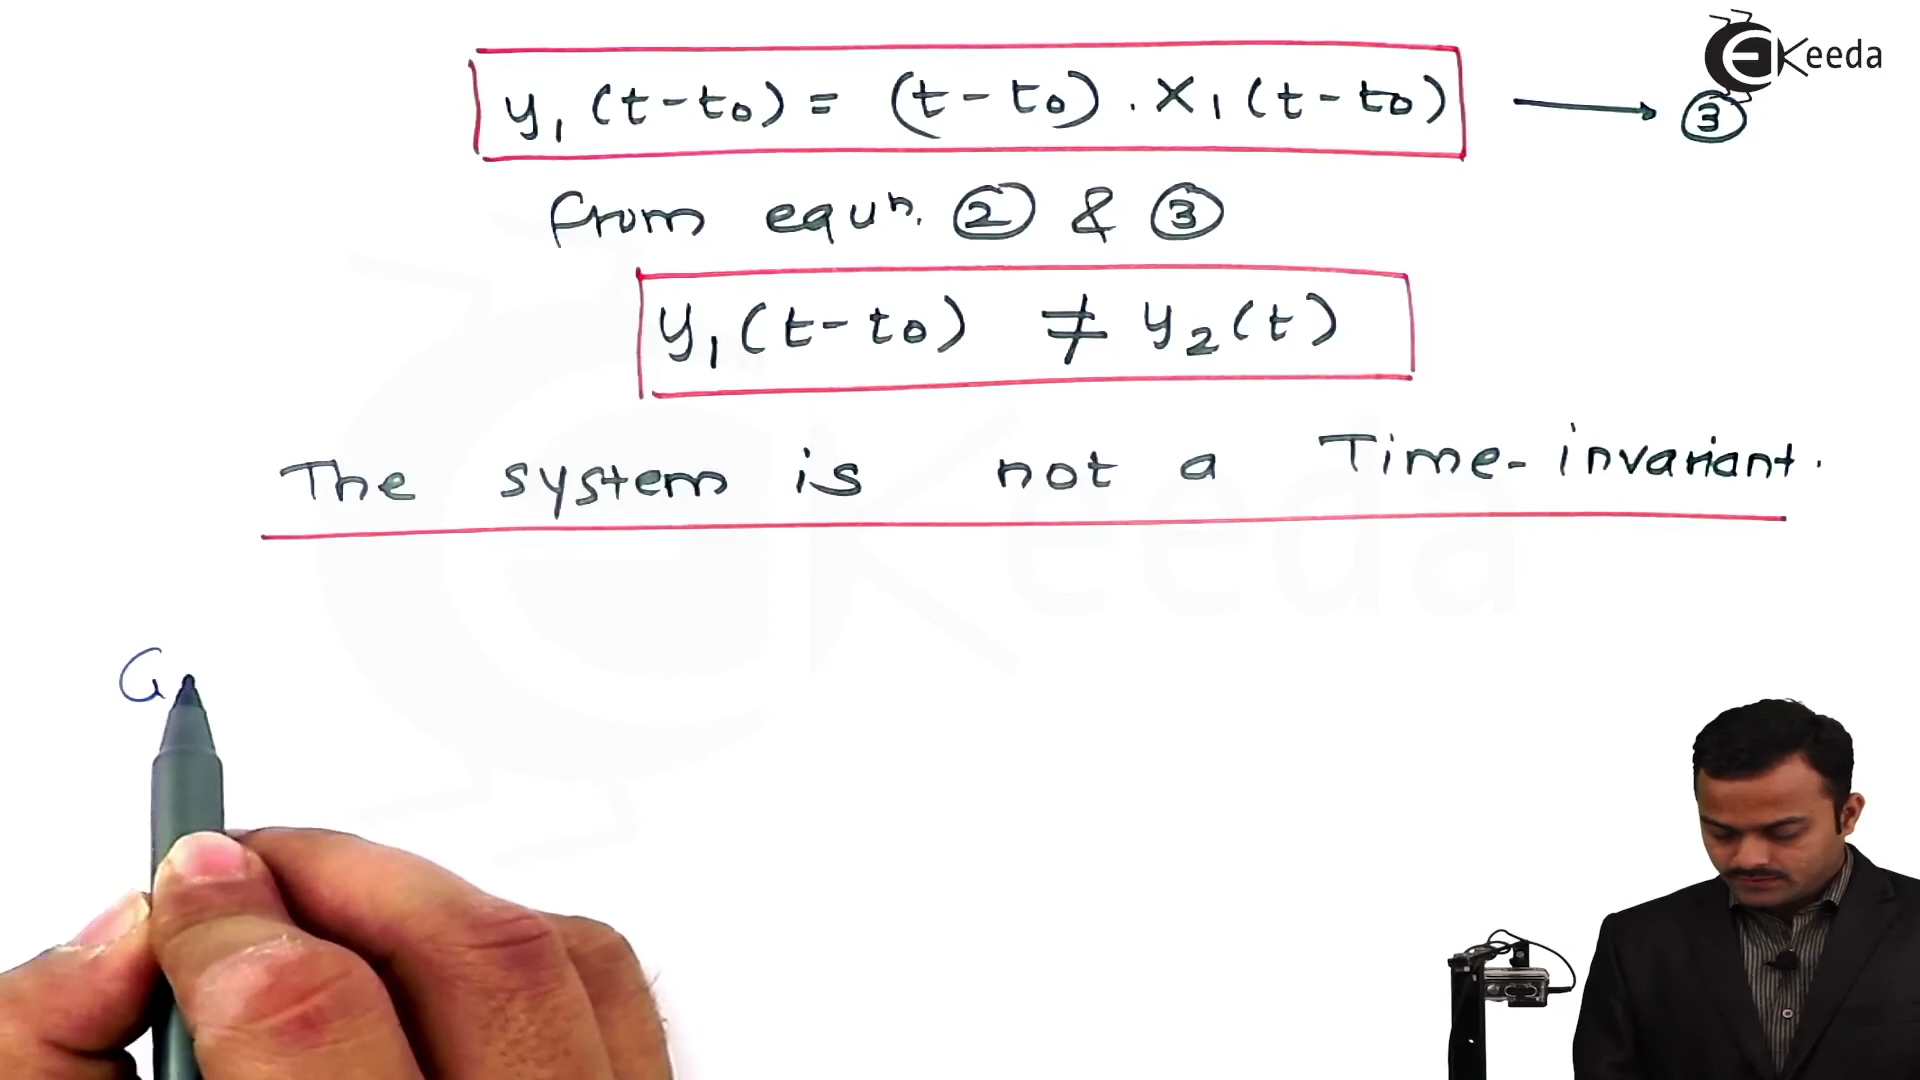 EKeeda
y₁(t-t₀) = (t-t₀) . x₁(t-t₀) ⟶ ③
from equⁿ. ② & ③
y₁(t-t₀) ≠ y₂(t)
The system is not a Time-invariant.
G